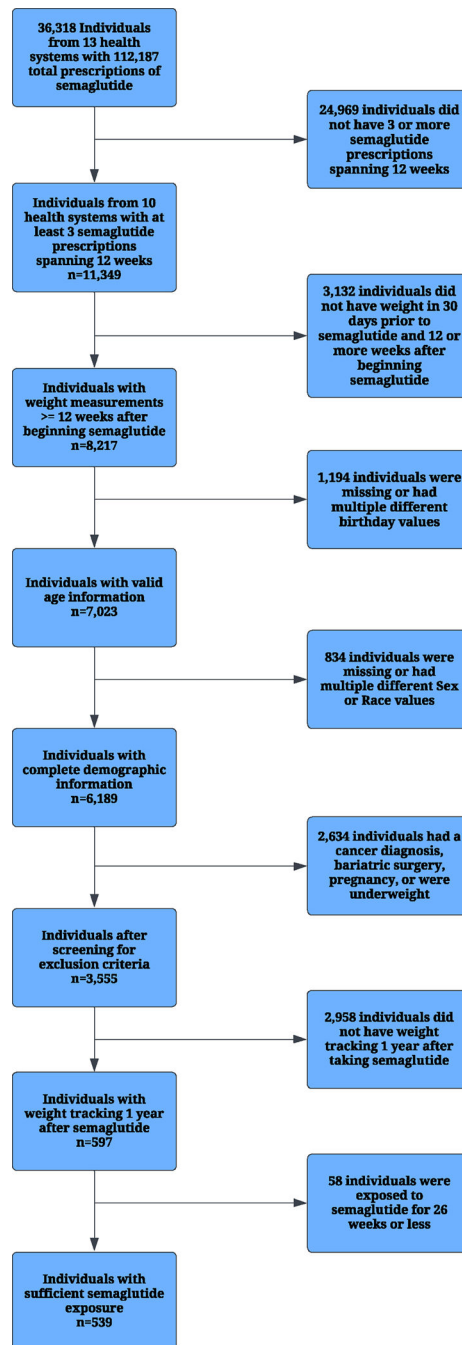 36,318 Individuals
from 13 health
systems with 112,187
total prescriptions of
semaglutide
24,969 individuals did
not have 3 or more
semaglutide
prescriptions
spanning 12 weeks
Individuals from 10
health systems with at
least 3 semaglutide
prescriptions
spanning 12 weeks
n=11,349
3,132 individuals did
not have weight in 30
days prior to
semaglutide and 12 or
more weeks after
beginning
semaglutide
Individuals with
weight measurements
>= 12 weeks after
beginning semaglutide
n=8,217
1,194 individuals were
missing or had
multiple different
birthday values
Individuals with valid
age information
n=7,023
834 individuals were
missing or had
multiple different Sex
or Race values
Individuals with
complete demographic
information
n=6,189
2,634 individuals had a
cancer diagnosis,
bariatric surgery,
pregnancy, or were
underweight
Individuals after
screening for
exclusion criteria
n=3,555
2,958 individuals did
not have weight
tracking 1 year after
taking semaglutide
Individuals with
weight tracking 1 year
after semaglutide
n=597
58 individuals were
exposed to
semaglutide for 26
weeks or less
Individuals with
sufficient semaglutide
exposure
n=539